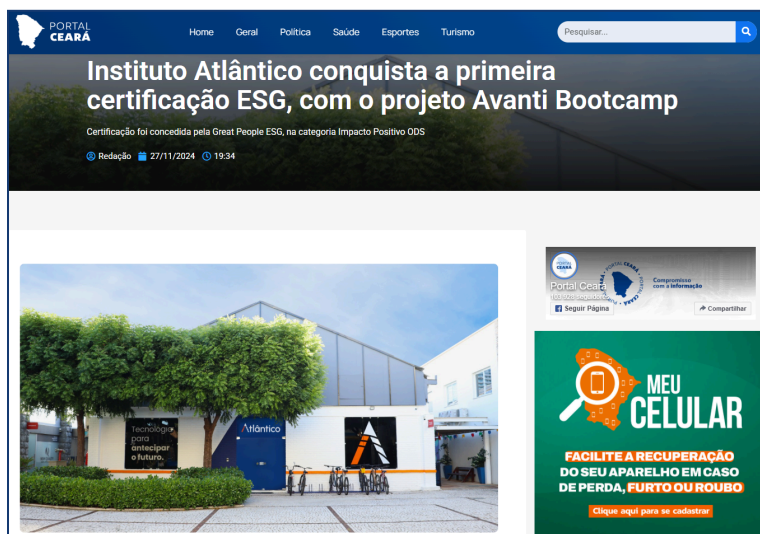 PORTAL
CEARÁ
Home Geral Política Saúde Esportes Turismo
Pesquisar...
Instituto Atlântico conquista a primeira
certificação ESG, com o projeto Avanti Bootcamp
Certificação foi concedida pela Great People ESG, na categoria Impacto Positivo ODS
Redação 27/11/2024 19:34
Tecnologia
para
antecipar
o futuro.
Atlântico
PORTAL
CEARÁ
Portal Ceará
seguidores
Compromisso
com a informação
Seguir Página
Compartilhar
MEU
CELULAR
FACILITE A RECUPERAÇÃO
DO SEU APARELHO EM CASO
DE PERDA, FURTO OU ROUBO
Clique aqui para se cadastrar